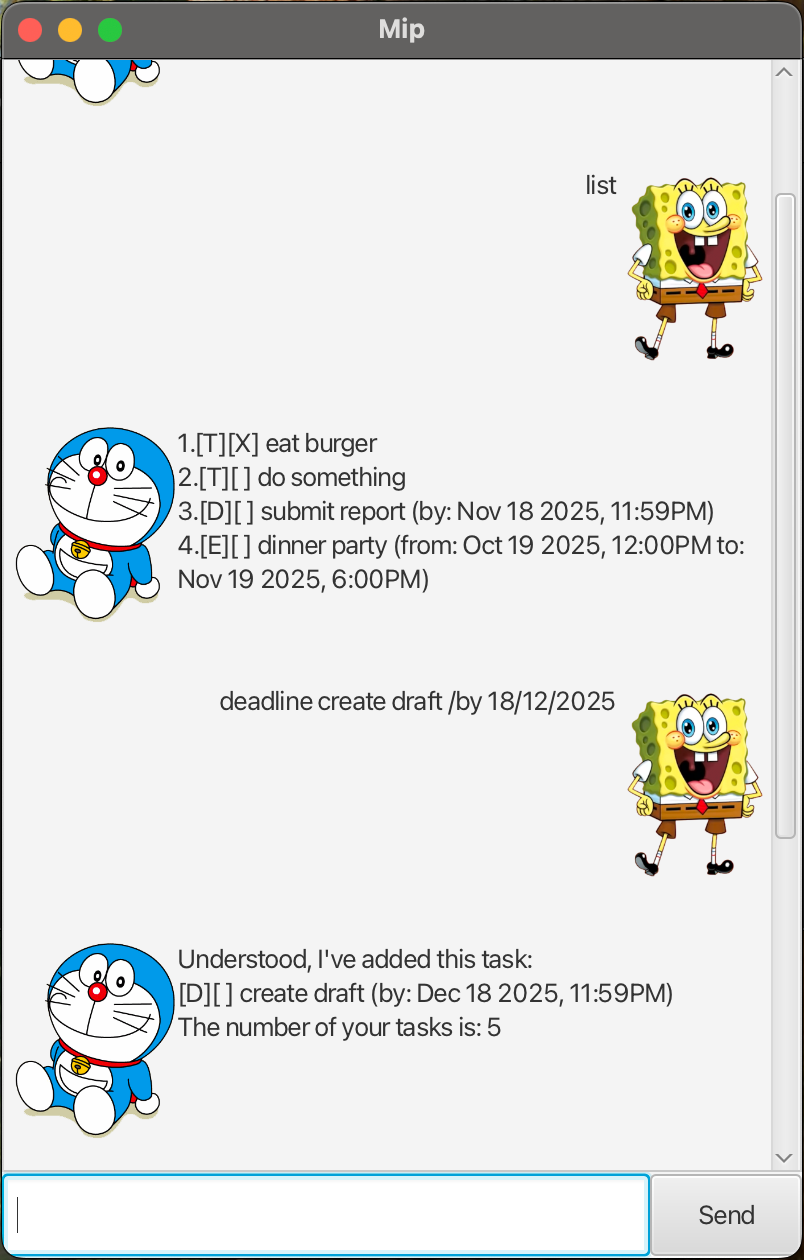 Mip
list
1.[T][X] eat burger
2.[T][ ] do something
3.[D][ ] submit report (by: Nov 18 2025, 11:59PM)
4.[E][ ] dinner party (from: Oct 19 2025, 12:00PM to:
Nov 19 2025, 6:00PM)
deadline create draft /by 18/12/2025
Understood, I've added this task:
[D][ ] create draft (by: Dec 18 2025, 11:59PM)
The number of your tasks is: 5
Send